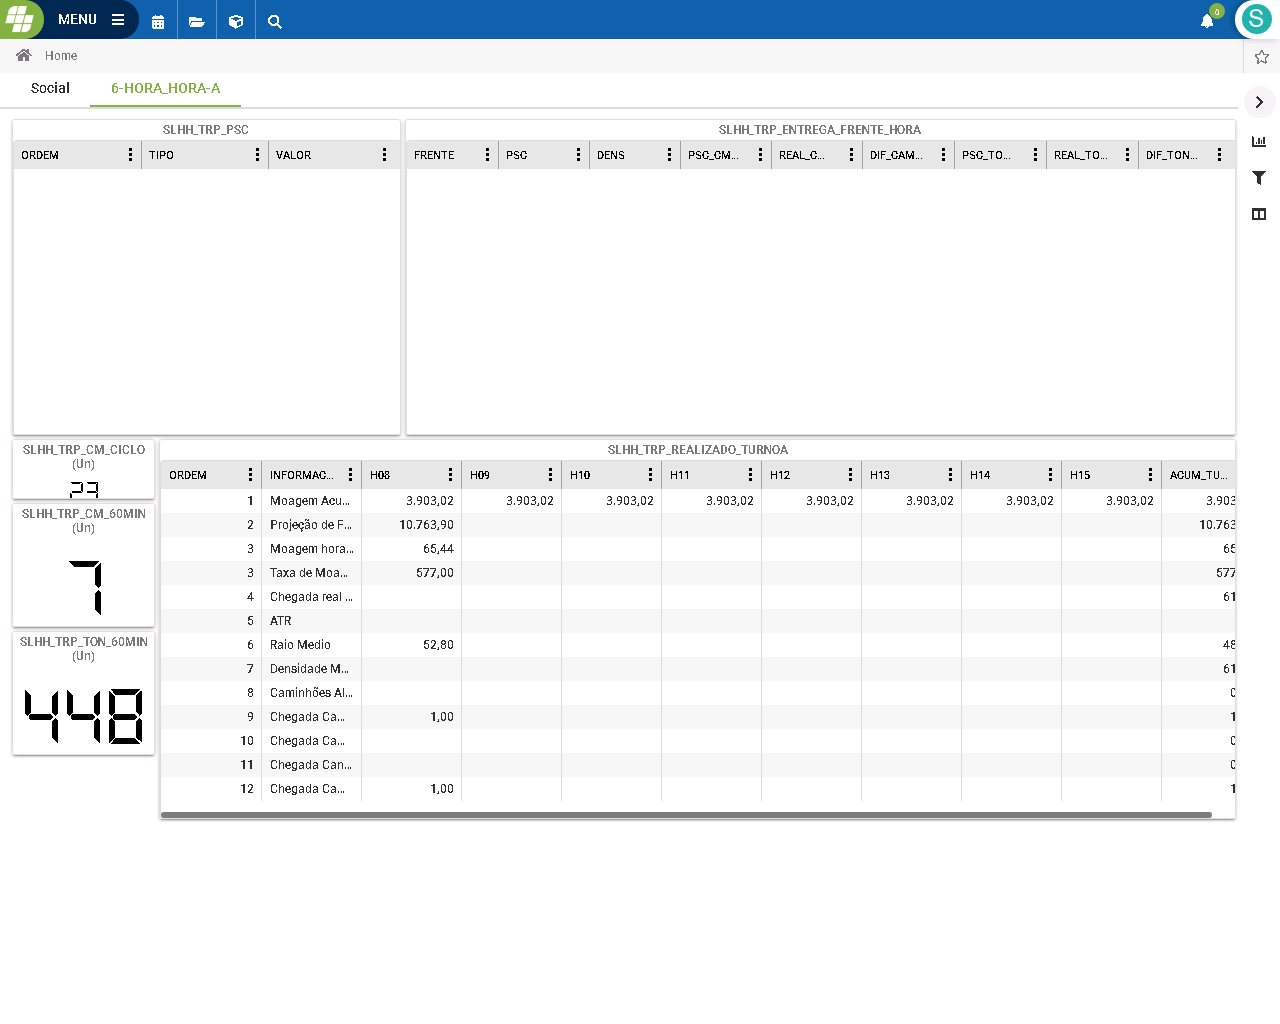 MENU
0
S
Home
Social 6-HORA_HORA-A
SLHH_TRP_PSC
ORDEM TIPO VALOR
SLHH_TRP_ENTREGA_FRENTE_HORA
FRENTE PSC DENS PSC_CM... REAL_C... DIF_CAM... PSC_TO... REAL_TO... DIF_TON...
SLHH_TRP_CM_CICLO
(Un)
23
SLHH_TRP_CM_60MIN
(Un)
7
SLHH_TRP_TON_60MIN
(Un)
448
SLHH_TRP_REALIZADO_TURNOA
ORDEM INFORMAC... H08 H09 H10 H11 H12 H13 H14 H15 ACUM_TU...
1 Moagem Acu... 3.903,02 3.903,02 3.903,02 3.903,02 3.903,02 3.903,02 3.903,02 3.903,02 3.903
2 Projeção de F... 10.763,90 10.763
3 Moagem hora... 65,44 65
3 Taxa de Moa... 577,00 577
4 Chegada real ... 61
5 ATR
6 Raio Medio 52,80 48
7 Densidade M... 61
8 Caminhões Al... 0
9 Chegada Ca... 1,00 1
10 Chegada Ca... 0
11 Chegada Can... 0
12 Chegada Ca... 1,00 1